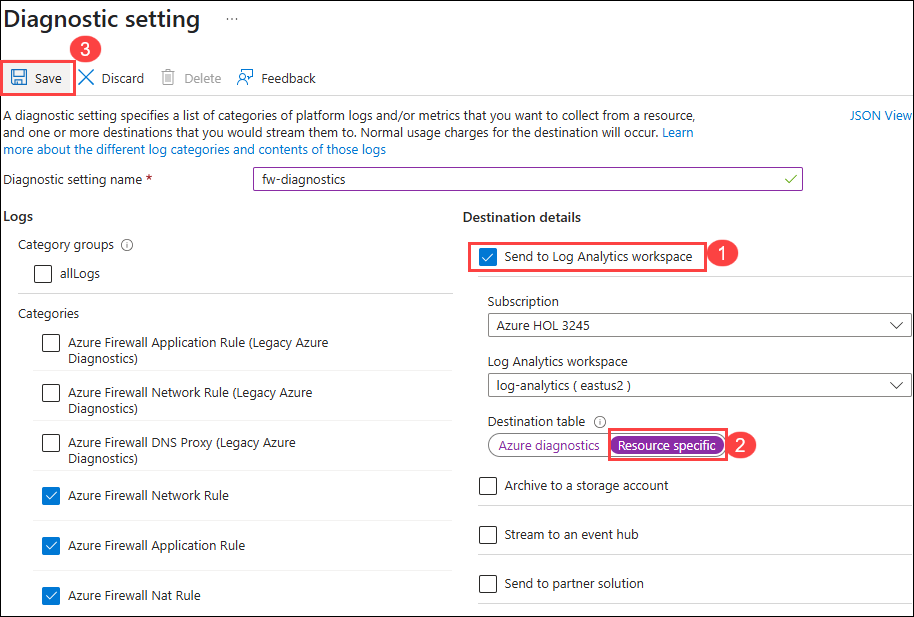 Diagnostic setting ...
3
Save Discard Delete Feedback
A diagnostic setting specifies a list of categories of platform logs and/or metrics that you want to collect from a resource,
and one or more destinations that you would stream them to. Normal usage charges for the destination will occur. Learn
more about the different log categories and contents of those logs
JSON View
Diagnostic setting name *
fw-diagnostics
Logs
Category groups
allLogs
Categories
Azure Firewall Application Rule (Legacy Azure
Diagnostics)
Azure Firewall Network Rule (Legacy Azure
Diagnostics)
Azure Firewall DNS Proxy (Legacy Azure
Diagnostics)
Azure Firewall Network Rule
Azure Firewall Application Rule
Azure Firewall Nat Rule
Destination details
Send to Log Analytics workspace
1
Subscription
Azure HOL 3245
Log Analytics workspace
log-analytics ( eastus2 )
Destination table
Azure diagnostics Resource specific
2
Archive to a storage account
Stream to an event hub
Send to partner solution